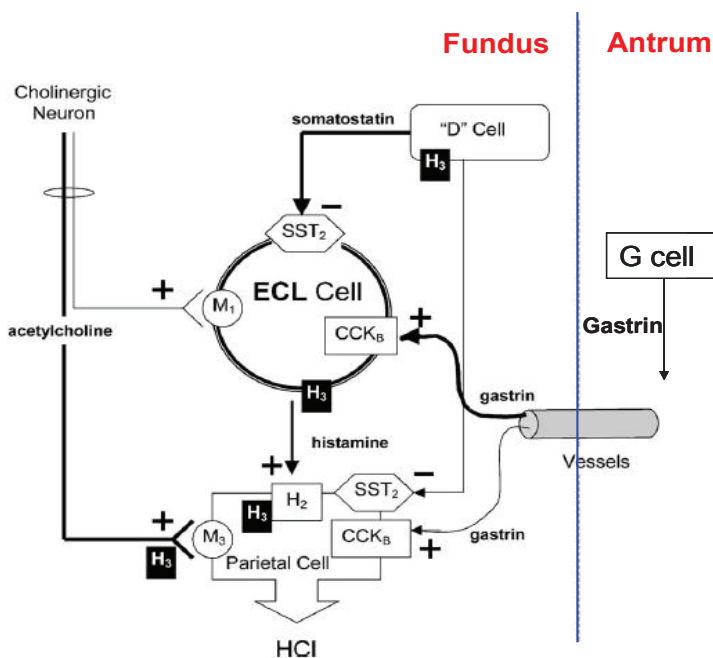 Fundus
Antrum
Cholinergic
Neuron
somatostatin
"D" Cell
H3
−
SST2
G cell
+
ECL Cell
M1
+
acetylcholine
CCKB
Gastrin
H3
gastrin
histamine
Vessels
+
−
H2
SST2
H3
+
M3
CCKB
gastrin
H3
Parietal Cell
+
HCl